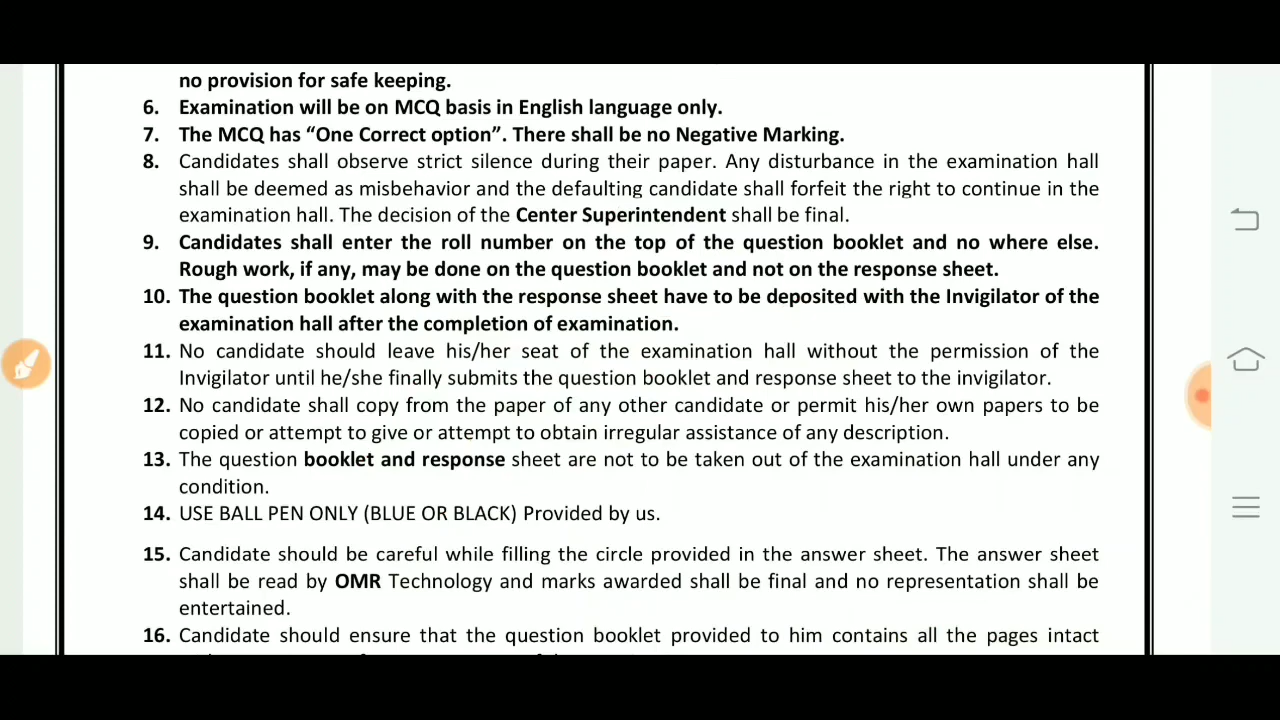 no provision for safe keeping.
6. Examination will be on MCQ basis in English language only.
7. The MCQ has “One Correct option”. There shall be no Negative Marking.
8. Candidates shall observe strict silence during their paper. Any disturbance in the examination hall
shall be deemed as misbehavior and the defaulting candidate shall forfeit the right to continue in the
examination hall. The decision of the Center Superintendent shall be final.
9. Candidates shall enter the roll number on the top of the question booklet and no where else.
Rough work, if any, may be done on the question booklet and not on the response sheet.
10. The question booklet along with the response sheet have to be deposited with the Invigilator of the
examination hall after the completion of examination.
11. No candidate should leave his/her seat of the examination hall without the permission of the
Invigilator until he/she finally submits the question booklet and response sheet to the invigilator.
12. No candidate shall copy from the paper of any other candidate or permit his/her own papers to be
copied or attempt to give or attempt to obtain irregular assistance of any description.
13. The question booklet and response sheet are not to be taken out of the examination hall under any
condition.
14. USE BALL PEN ONLY (BLUE OR BLACK) Provided by us.
15. Candidate should be careful while filling the circle provided in the answer sheet. The answer sheet
shall be read by OMR Technology and marks awarded shall be final and no representation shall be
entertained.
16. Candidate should ensure that the question booklet provided to him contains all the pages intact